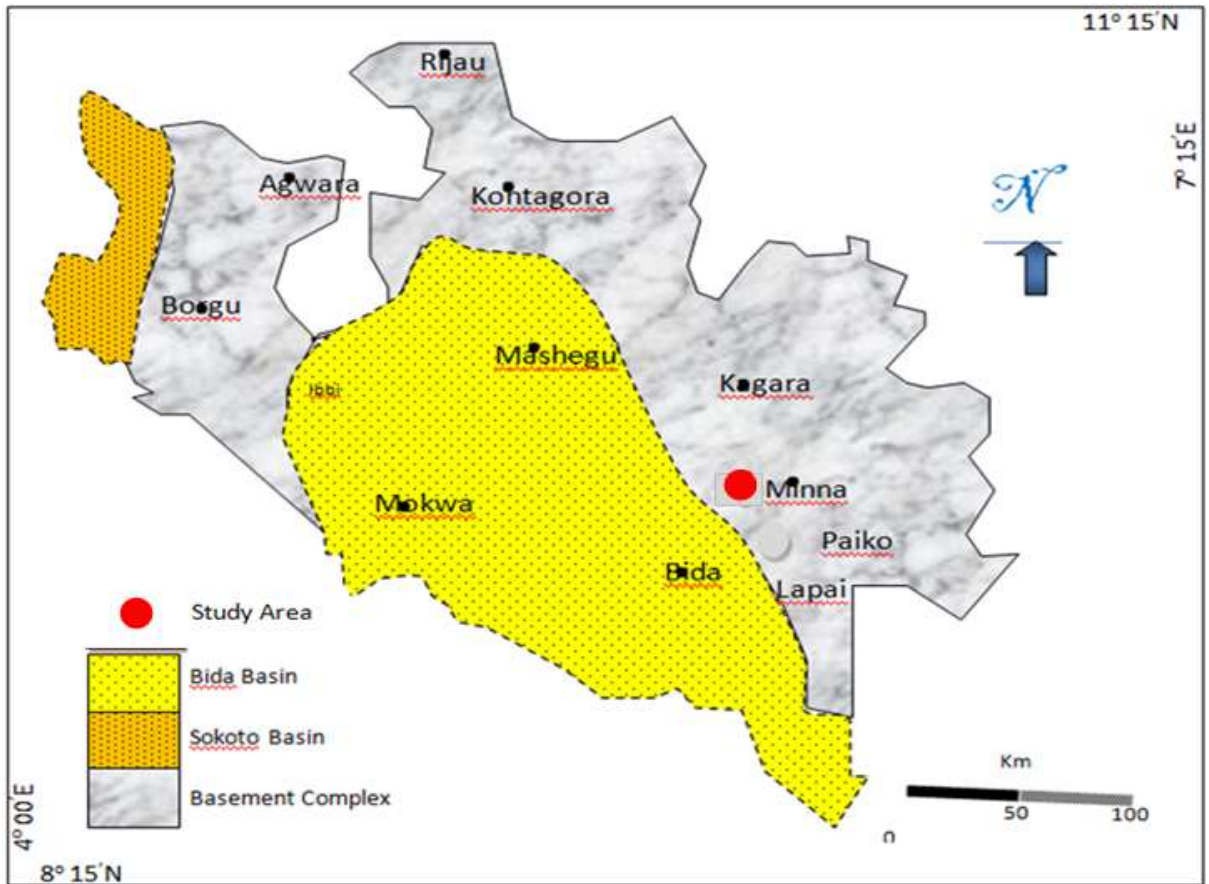 11° 15′N
7° 15′E
Rijau
Agwara
Kontagora
N
Borgu
Mashegu
Kagara
Ibbi
Minna
Mokwa
Paiko
Bida
Lapai
Study Area
Bida Basin
Sokoto Basin
Basement Complex
Km
0 50 100
4° 00′E
8° 15′N